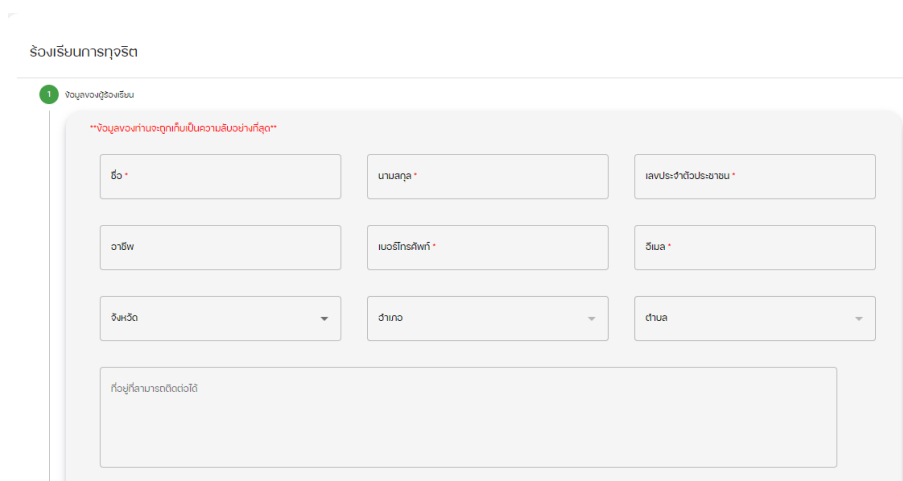 ร้องเรียนการทุจริต
1 ข้อมูลของผู้ร้องเรียน
**ข้อมูลของท่านจะถูกเก็บเป็นความลับอย่างที่สุด**
ชื่อ * นามสกุล * เลขประจำตัวประชาชน *
อาชีพ เบอร์โทรศัพท์ * อีเมล *
จังหวัด อำเภอ ตำบล
ที่อยู่ที่สามารถติดต่อได้